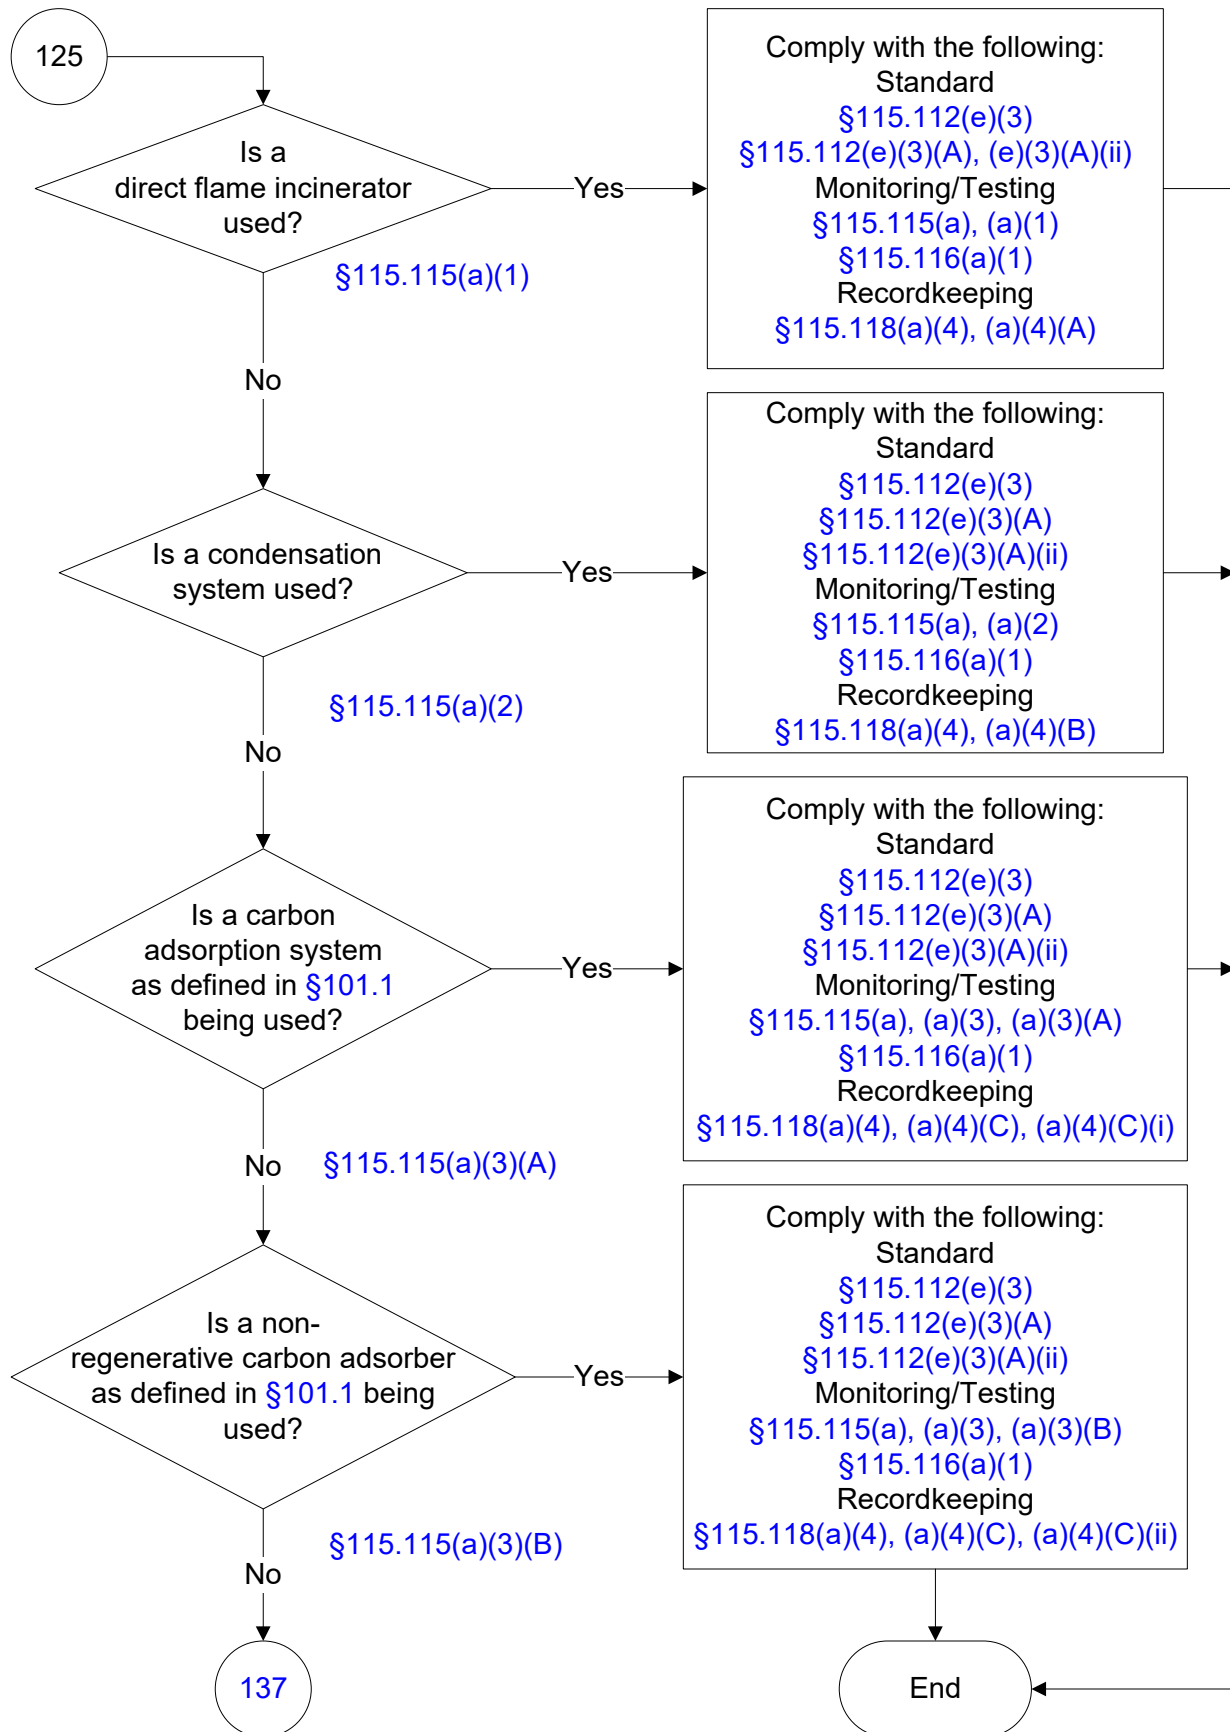 125
Is a
direct flame incinerator
used?
Yes
§115.115(a)(1)
No
Comply with the following:
Standard
§115.112(e)(3)
§115.112(e)(3)(A), (e)(3)(A)(ii)
Monitoring/Testing
§115.115(a), (a)(1)
§115.116(a)(1)
Recordkeeping
§115.118(a)(4), (a)(4)(A)
Is a condensation
system used?
Yes
§115.115(a)(2)
No
Comply with the following:
Standard
§115.112(e)(3)
§115.112(e)(3)(A)
§115.112(e)(3)(A)(ii)
Monitoring/Testing
§115.115(a), (a)(2)
§115.116(a)(1)
Recordkeeping
§115.118(a)(4), (a)(4)(B)
Is a carbon
adsorption system
as defined in §101.1
being used?
Yes
§115.115(a)(3)(A)
No
Comply with the following:
Standard
§115.112(e)(3)
§115.112(e)(3)(A)
§115.112(e)(3)(A)(ii)
Monitoring/Testing
§115.115(a), (a)(3), (a)(3)(A)
§115.116(a)(1)
Recordkeeping
§115.118(a)(4), (a)(4)(C), (a)(4)(C)(i)
Is a non-
regenerative carbon adsorber
as defined in §101.1 being
used?
Yes
§115.115(a)(3)(B)
No
Comply with the following:
Standard
§115.112(e)(3)
§115.112(e)(3)(A)
§115.112(e)(3)(A)(ii)
Monitoring/Testing
§115.115(a), (a)(3), (a)(3)(B)
§115.116(a)(1)
Recordkeeping
§115.118(a)(4), (a)(4)(C), (a)(4)(C)(ii)
137
End